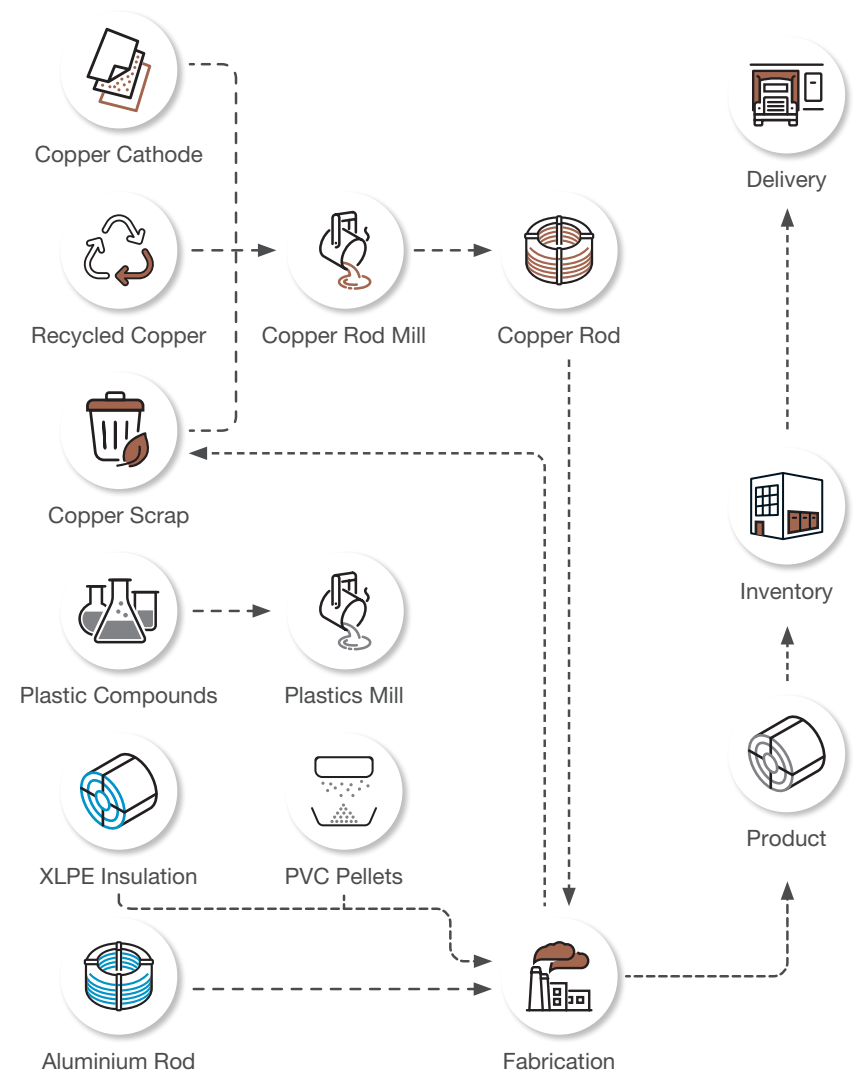 Copper Cathode
Delivery
Recycled Copper
Copper Rod Mill
Copper Rod
Copper Scrap
Inventory
Plastic Compounds
Plastics Mill
Product
XLPE Insulation
PVC Pellets
Aluminium Rod
Fabrication